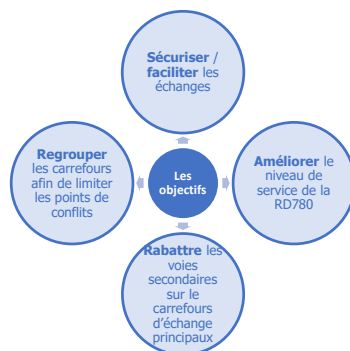 Sécuriser /
faciliter les
échanges
Regrouper
les carrefours
afin de limiter
les points de
conflits
Les
objectifs
Améliorer le
niveau de
service de la
RD780
Rabattre les
voies
secondaires
sur le
carrefours
d'échange
principaux